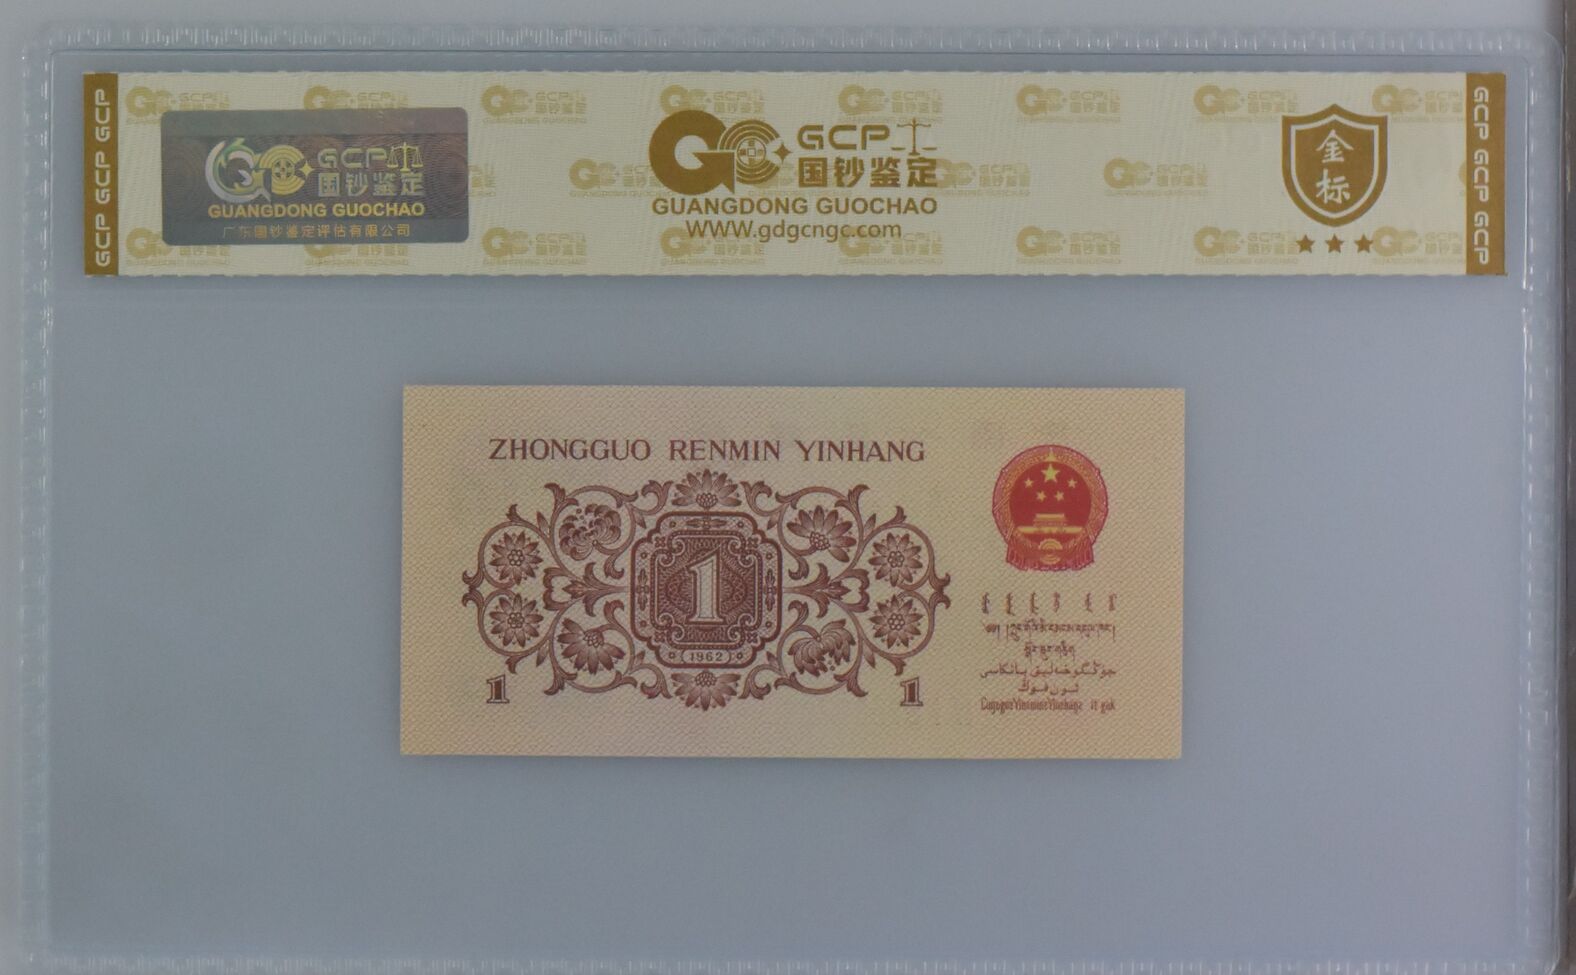 GCP GCP GCP
GCP
国钞鉴定
GUANGDONG GUOCHAO
广东国钞鉴定评估有限公司
GCP
国钞鉴定
GUANGDONG GUOCHAO
WWW.gdgcngc.com
金标
GCP GCP GCP
ZHONGGUO RENMIN YINHANG
1
(1962)
1
1